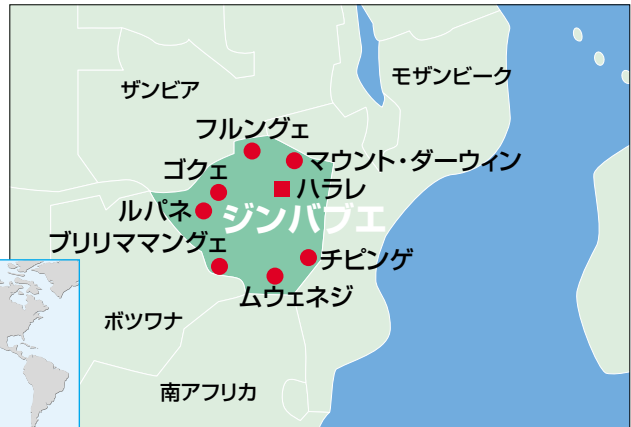 モザンビーク
ザンビア
フルングェ
マウント・ダーウィン
ゴクェ
ハラレ
ルパネ
ジンバブエ
ブリリママングェ
チピンゲ
ムウェネジ
ボツワナ
南アフリカ